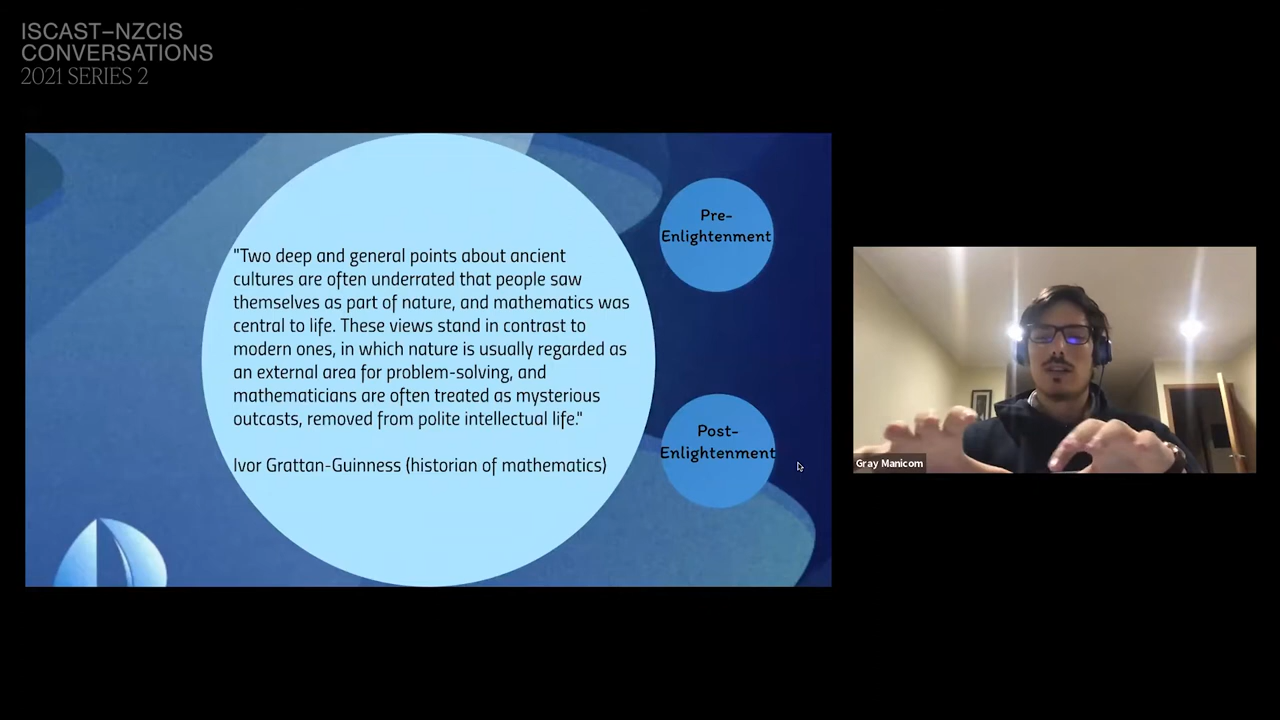 ISCAST–NZCIS
CONVERSATIONS
2021 SERIES 2
"Two deep and general points about ancient
cultures are often underrated that people saw
themselves as part of nature, and mathematics was
central to life. These views stand in contrast to
modern ones, in which nature is usually regarded as
an external area for problem-solving, and
mathematicians are often treated as mysterious
outcasts, removed from polite intellectual life."
Ivor Grattan-Guinness (historian of mathematics)
Pre-
Enlightenment
Post-
Enlightenment
Gray Manicom